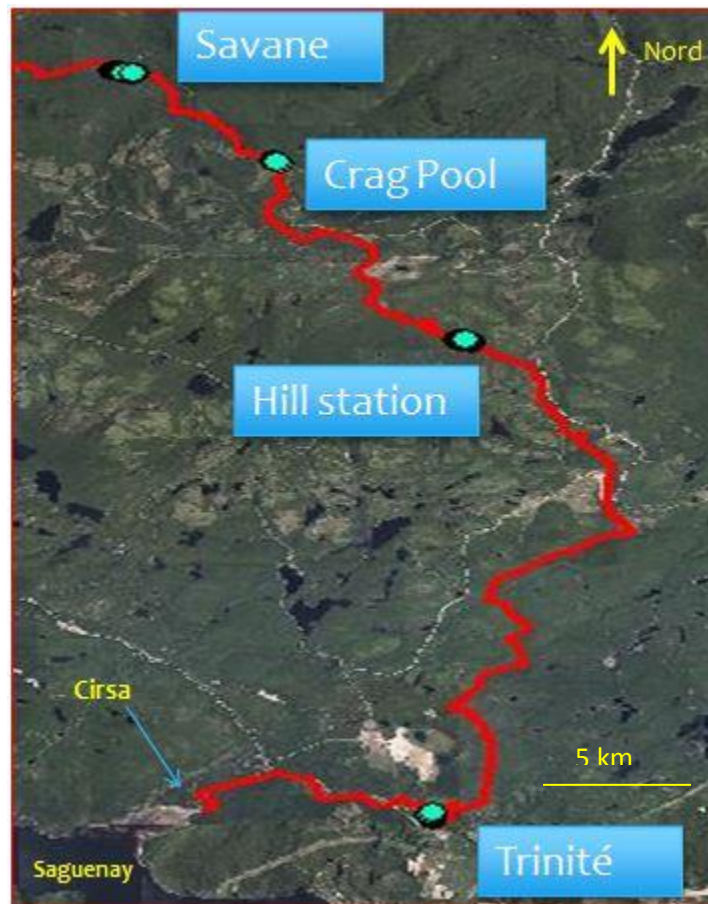 Savane
Nord
Crag Pool
Hill station
Cirsa
5 km
Trinité
Saguenay